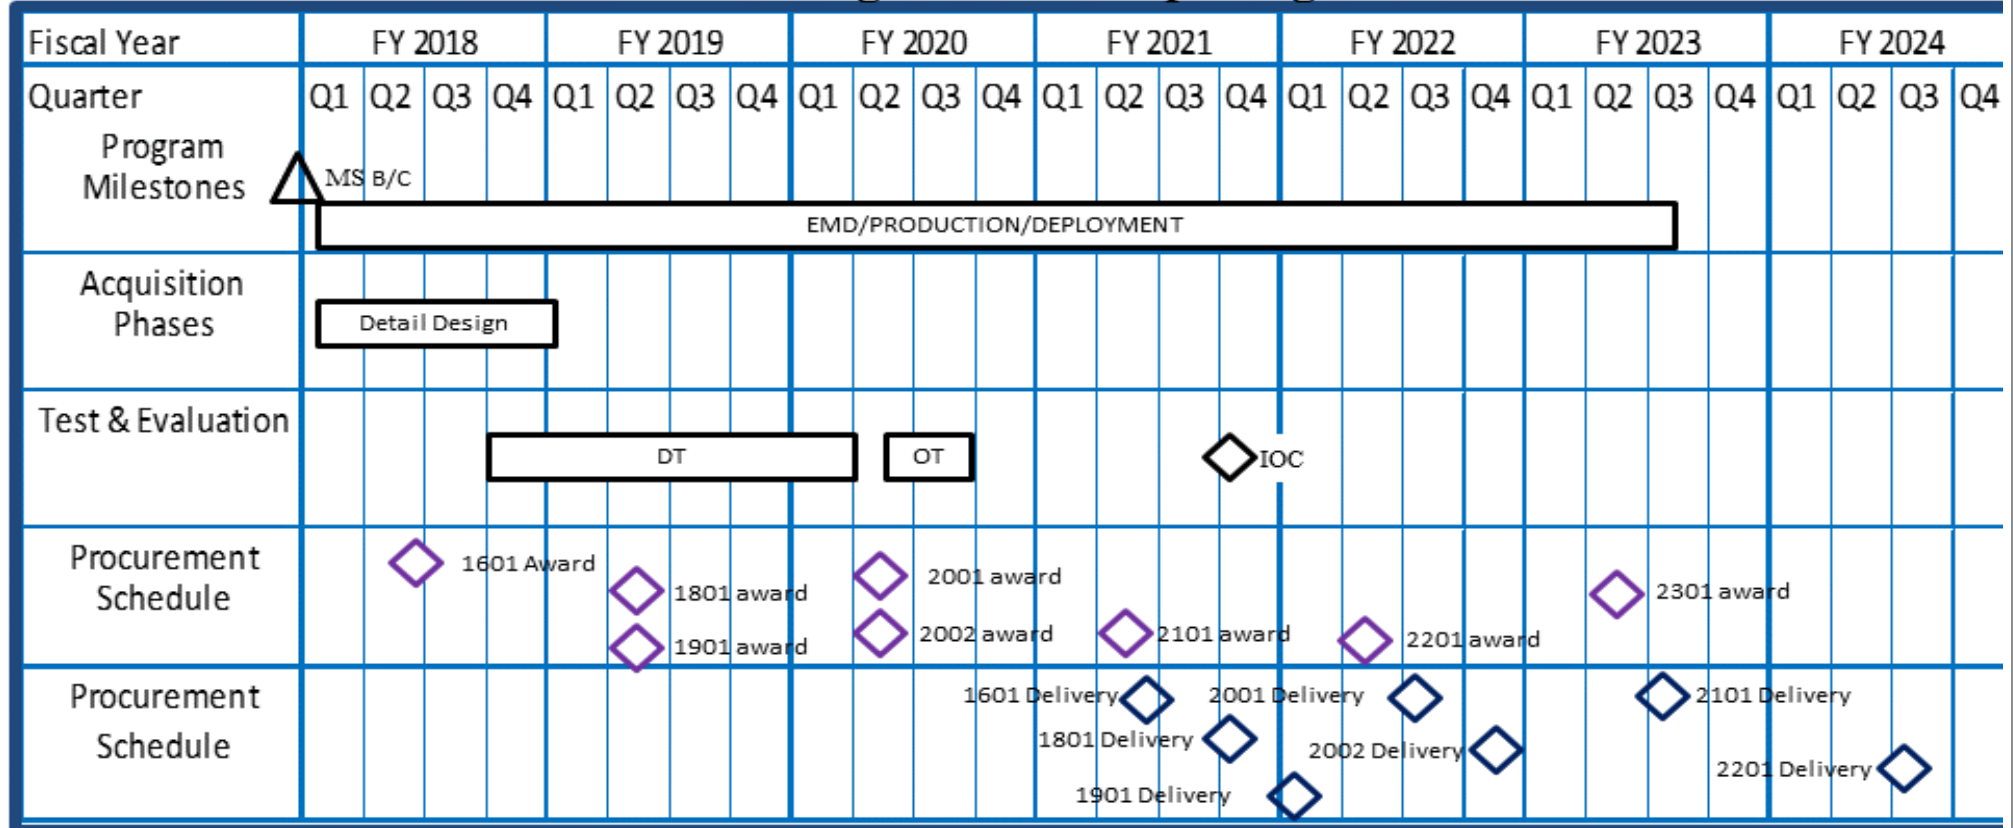 Fiscal Year FY 2018 FY 2019 FY 2020 FY 2021 FY 2022 FY 2023 FY 2024
Quarter Q1 Q2 Q3 Q4 Q1 Q2 Q3 Q4 Q1 Q2 Q3 Q4 Q1 Q2 Q3 Q4 Q1 Q2 Q3 Q4 Q1 Q2 Q3 Q4 Q1 Q2 Q3 Q4
Program
Milestones
MS B/C
EMD/PRODUCTION/DEPLOYMENT
Acquisition
Phases
Detail Design
Test & Evaluation
DT
OT
IOC
Procurement
Schedule
1601 Award
1801 award
1901 award
2001 award
2002 award
2101 award
2201 award
2301 award
Procurement
Schedule
1601 Delivery
1801 Delivery
1901 Delivery
2001 Delivery
2002 Delivery
2101 Delivery
2201 Delivery